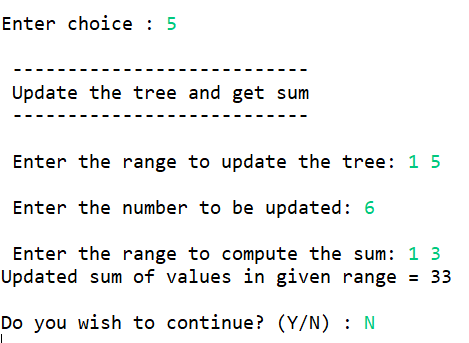 Enter choice : 5
---------------------------
Update the tree and get sum
---------------------------
Enter the range to update the tree: 1 5
Enter the number to be updated: 6
Enter the range to compute the sum: 1 3
Updated sum of values in given range = 33
Do you wish to continue? (Y/N) : N